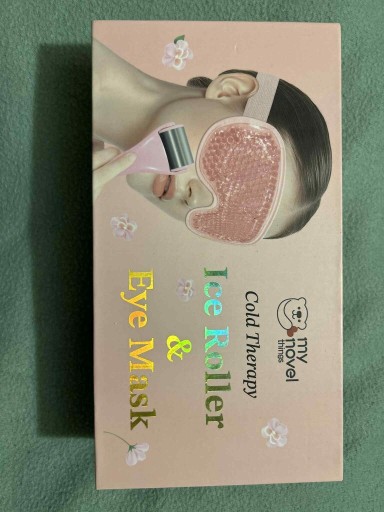 my
novel
things
Cold Therapy
Ice Roller
&
Eye Mask